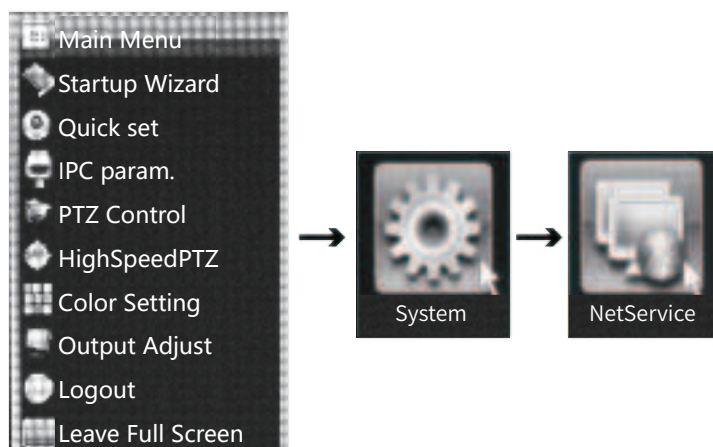 Main Menu
Startup Wizard
Quick set
IPC param.
PTZ Control
HighSpeedPTZ
Color Setting
Output Adjust
Logout
Leave Full Screen
System
NetService